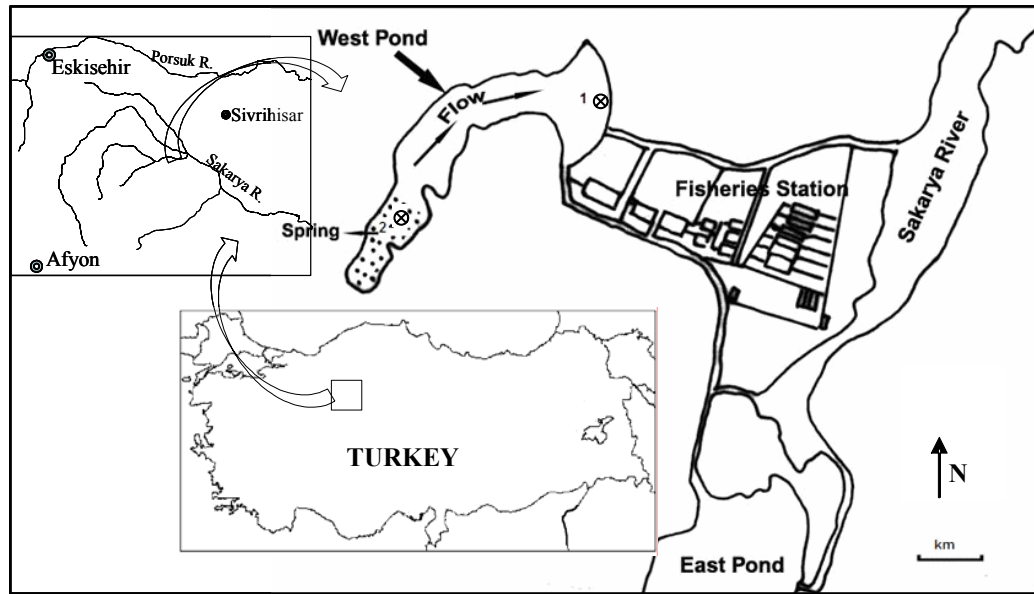 Eskisehir
Porsuk R.
Sivrihisar
Sakarya R.
Afyon
West Pond
Flow
1
2
Spring
Fisheries Station
Sakarya River
TURKEY
N
km
East Pond